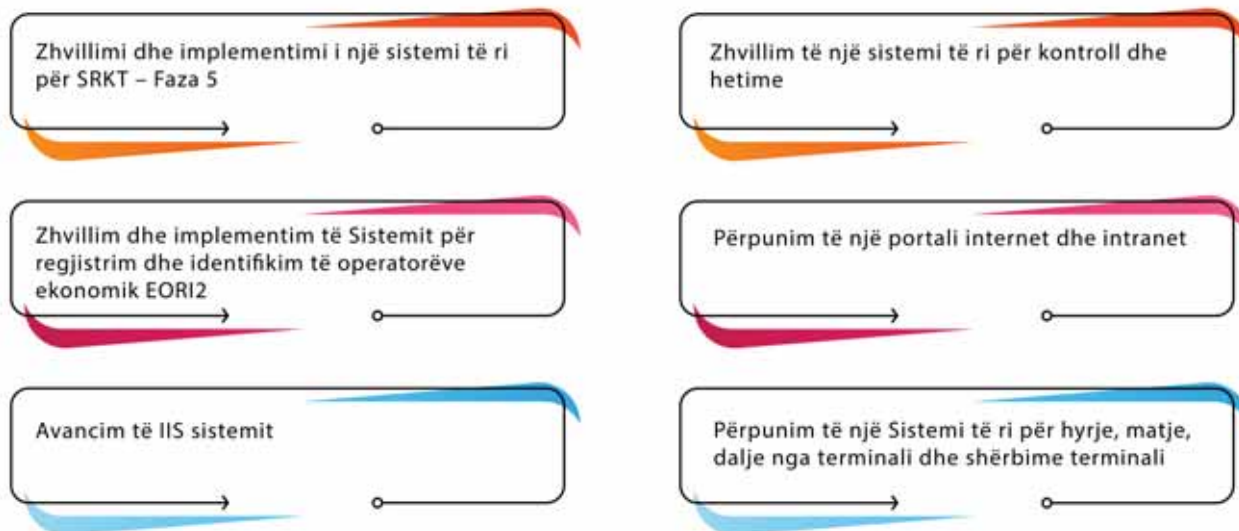 Zhvillimi dhe implementimi i një sistemi të ri
për SRKT – Faza 5
Zhvillim të një sistemi të ri për kontroll dhe
hetime
Zhvillim dhe implementim të Sistemit për
regjistrim dhe identifikim të operatorëve
ekonomik EORI2
Përpunim të një portali internet dhe intranet
Avancim të IIS sistemit
Përpunim të një Sistemi të ri për hyrje, matje,
dalje nga terminali dhe shërbime terminali